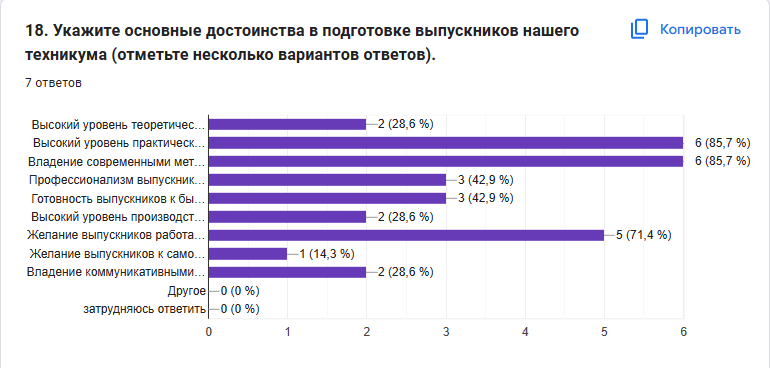 18. Укажите основные достоинства в подготовке выпускников нашего
техникума (отметьте несколько вариантов ответов).
Копировать
7 ответов
Высокий уровень теоретичес... 2 (28,6 %)
Высокий уровень практическ... 6 (85,7 %)
Владение современными мет... 6 (85,7 %)
Профессионализм выпускник... 3 (42,9 %)
Готовность выпускников к бы... 3 (42,9 %)
Высокий уровень производст... 2 (28,6 %)
Желание выпускников работа... 5 (71,4 %)
Желание выпускников к само... 1 (14,3 %)
Владение коммуникативными... 2 (28,6 %)
Другое 0 (0 %)
затрудняюсь ответить 0 (0 %)
0 1 2 3 4 5 6